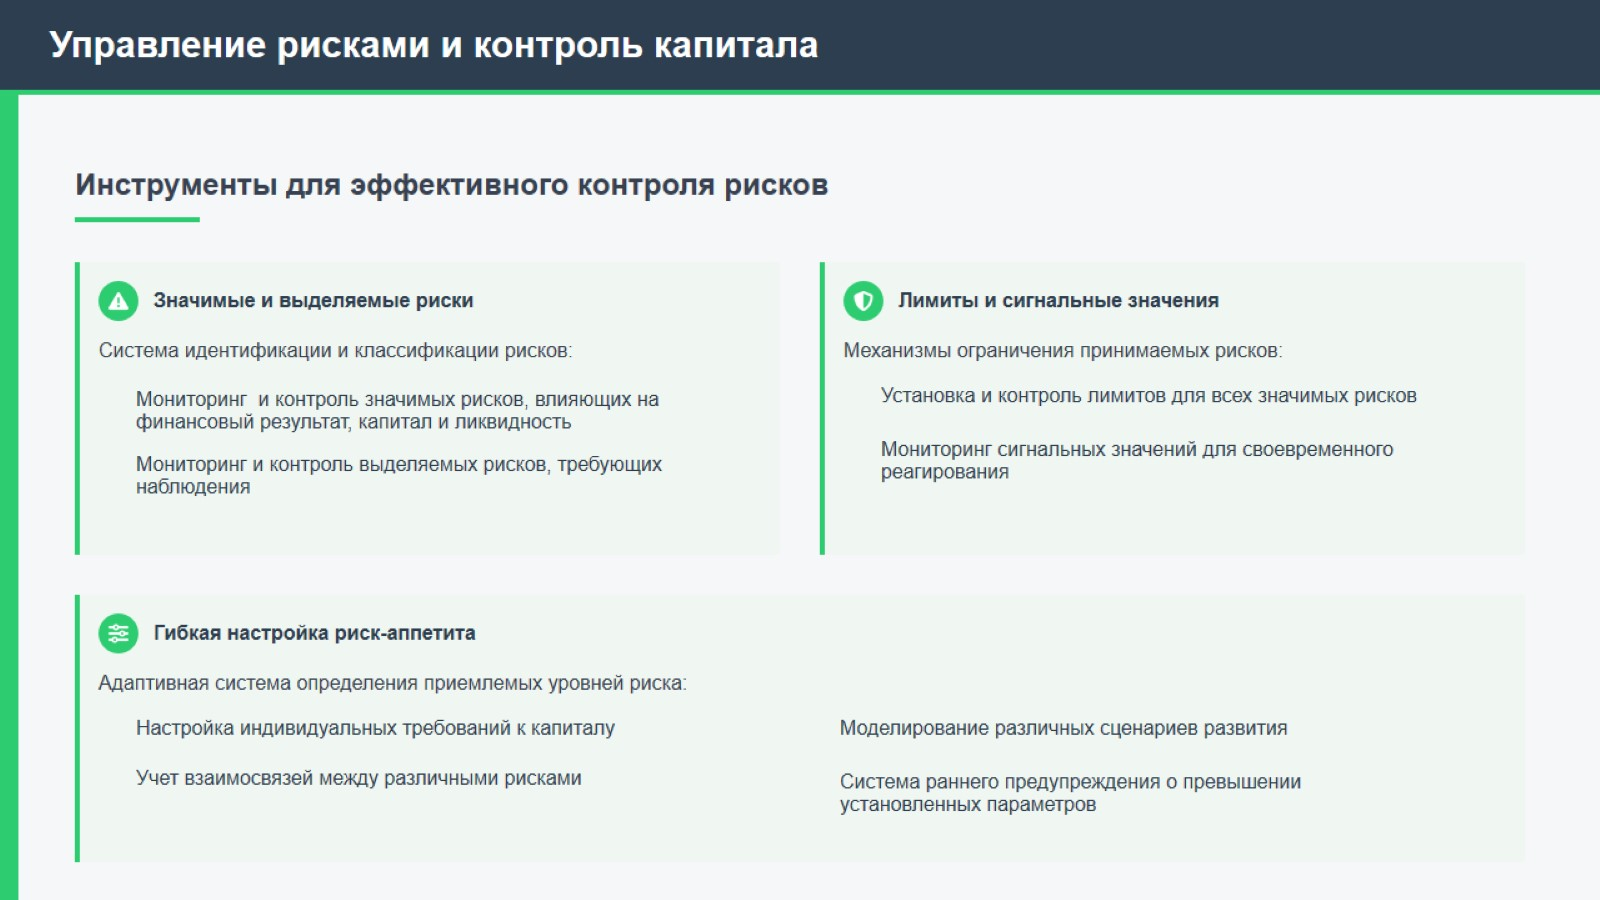 Управление рисками и контроль капитала
Инструменты для эффективного контроля рисков
Значимые и выделяемые риски
Система идентификации и классификации рисков:
Мониторинг  и контроль значимых рисков, влияющих на
финансовый результат, капитал и ликвидность
Мониторинг и контроль выделяемых рисков, требующих
наблюдения
Лимиты и сигнальные значения
Механизмы ограничения принимаемых рисков:
Установка и контроль лимитов для всех значимых рисков
Мониторинг сигнальных значений для своевременного
реагирования
Гибкая настройка риск-аппетита
Адаптивная система определения приемлемых уровней риска:
Настройка индивидуальных требований к капиталу
Учет взаимосвязей между различными рисками
Моделирование различных сценариев развития
Система раннего предупреждения о превышении
установленных параметров